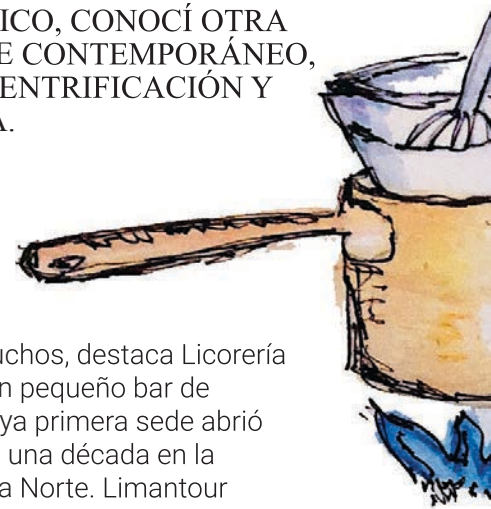 ICO, CONOCÍ OTRA
E CONTEMPORÁNEO,
ENTRIFICACIÓN Y
A.
uchos, destaca Licorería
n pequeño bar de
ya primera sede abrió
una década en la
a Norte. Limantour